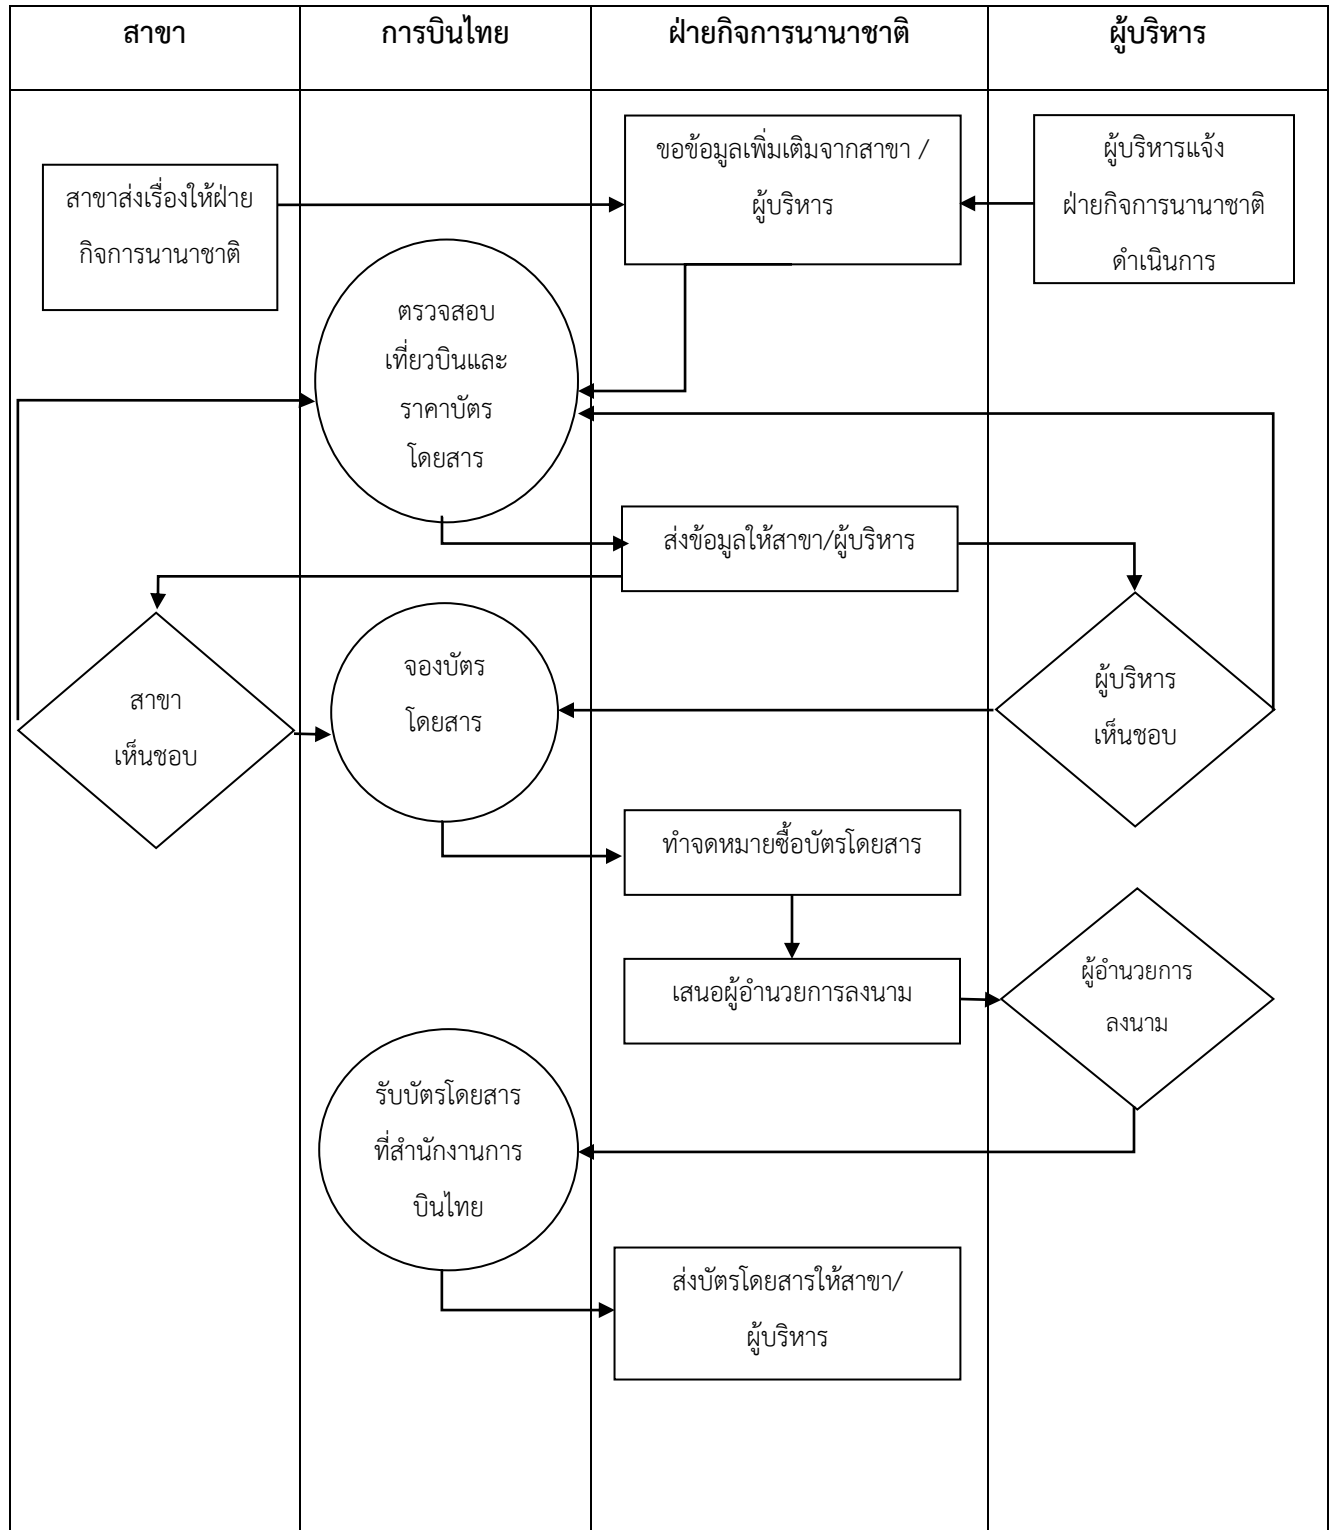 สาขา
การบินไทย
ฝ่ายกิจการนานาชาติ
ผู้บริหาร
ขอข้อมูลเพิ่มเติมจากสาขา /
ผู้บริหาร
ผู้บริหารแจ้ง
ฝ่ายกิจการนานาชาติ
ดำเนินการ
สาขาส่งเรื่องให้ฝ่าย
กิจการนานาชาติ
ตรวจสอบ
เที่ยวบินและ
ราคาบัตร
โดยสาร
ส่งข้อมูลให้สาขา/ผู้บริหาร
สาขา
เห็นชอบ
จองบัตร
โดยสาร
ผู้บริหาร
เห็นชอบ
ทำจดหมายซื้อบัตรโดยสาร
เสนอผู้อำนวยการลงนาม
ผู้อำนวยการ
ลงนาม
รับบัตรโดยสาร
ที่สำนักงานการ
บินไทย
ส่งบัตรโดยสารให้สาขา/
ผู้บริหาร